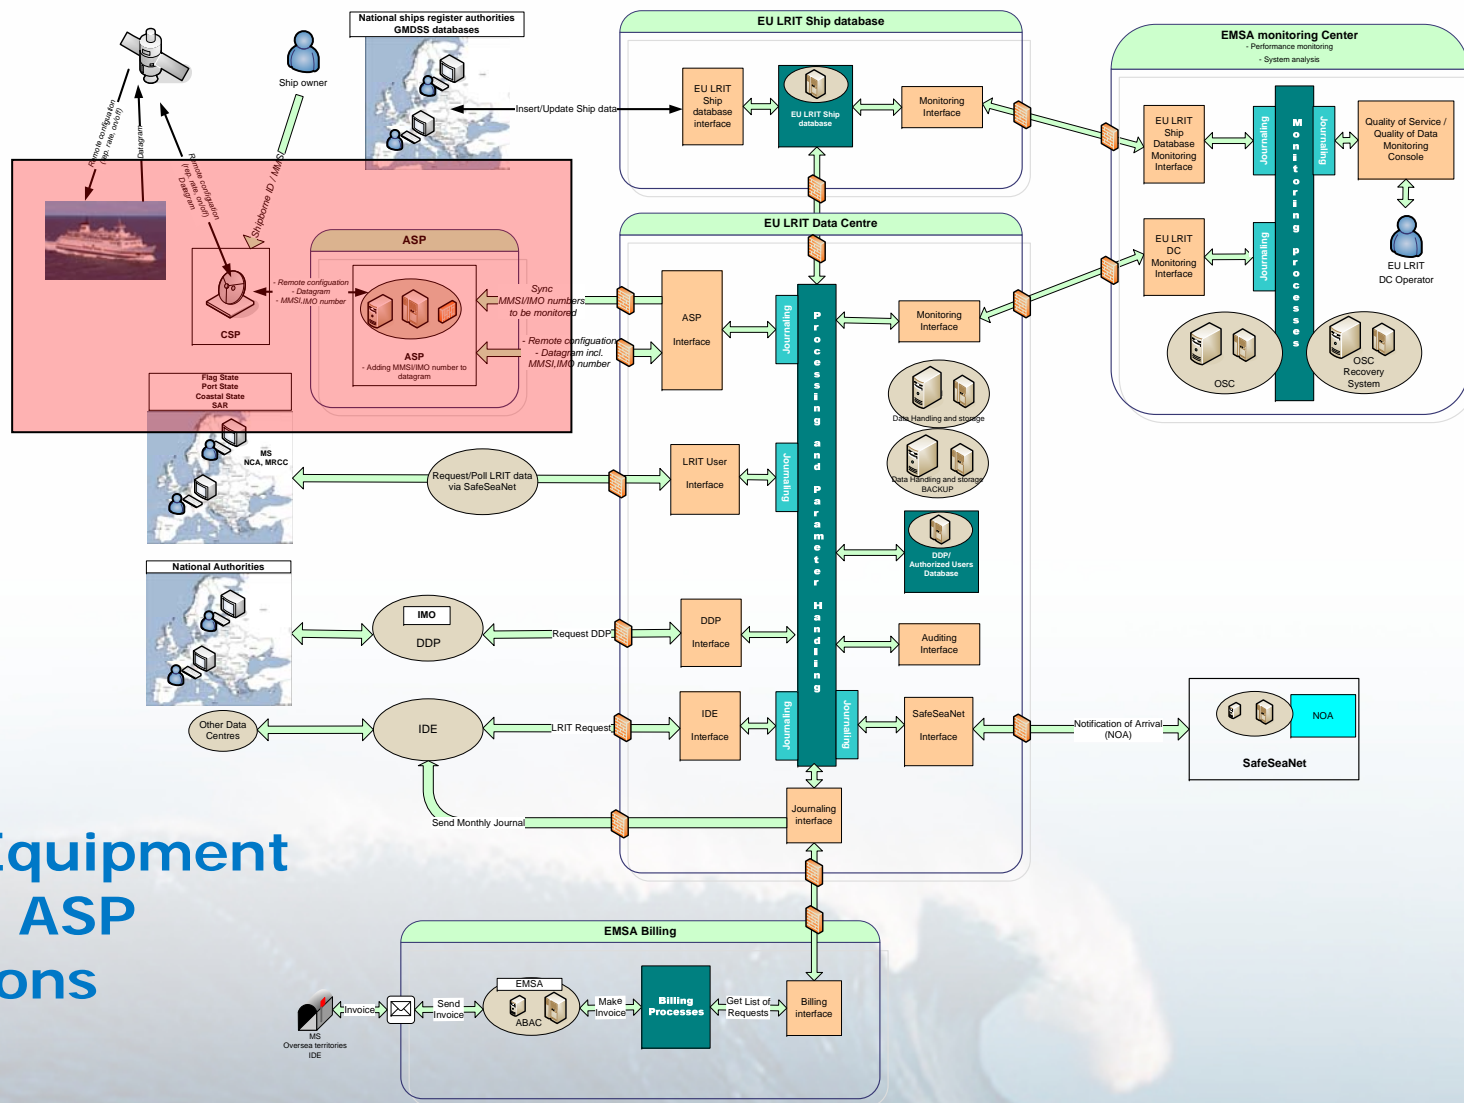 National ships register authorities
GMDSS databases
Ship owner
Remote configuation
(rep. rate, on/off)
Datagram
Remote configuation
(rep. rate, on/off)
Datagram
Shipborne ID / MMSI
Insert/Update Ship data
EU LRIT Ship database
EU LRIT
Ship
database
interface
EU LRIT Ship
database
Monitoring
Interface
EMSA monitoring Center
- Performance monitoring
- System analysis
EU LRIT
Ship
Database
Monitoring
Interface
Journaling
Monitoring processes
Journaling
Quality of Service /
Quality of Data
Monitoring
Console
EU LRIT
DC
Monitoring
Interface
Journaling
EU LRIT
DC Operator
OSC
OSC
Recovery
System
CSP
- Remote configuation
- Datagram
- MMSI,IMO number
ASP
ASP
- Adding MMSI/IMO number to
datagram
Sync
MMSI/IMO numbers
to be monitored
- Remote configuation
- Datagram incl.
MMSI,IMO number
EU LRIT Data Centre
ASP
Interface
Journaling
Processing and Parameter Handling
Monitoring
Interface
Data Handling and storage
Data Handling and storage
BACKUP
Flag State
Port State
Coastal State
SAR
MS
NCA, MRCC
Request/Poll LRIT data
via SafeSeaNet
LRIT User
Interface
Journaling
DDP/
Authorized Users
Database
National Authorities
IMO
DDP
Request DDP
DDP
Interface
Auditing
Interface
Other Data
Centres
IDE
LRIT Request
IDE
Interface
Journaling
Journaling
SafeSeaNet
Interface
Notification of Arrival
(NOA)
NOA
SafeSeaNet
Send Monthly Journal
Journaling
interface
Equipment
ASP
ons
EMSA Billing
MS
Oversea territories
IDE
Invoice
Send
Invoice
EMSA
ABAC
Make
Invoice
Billing
Processes
Get List of
Requests
Billing
interface